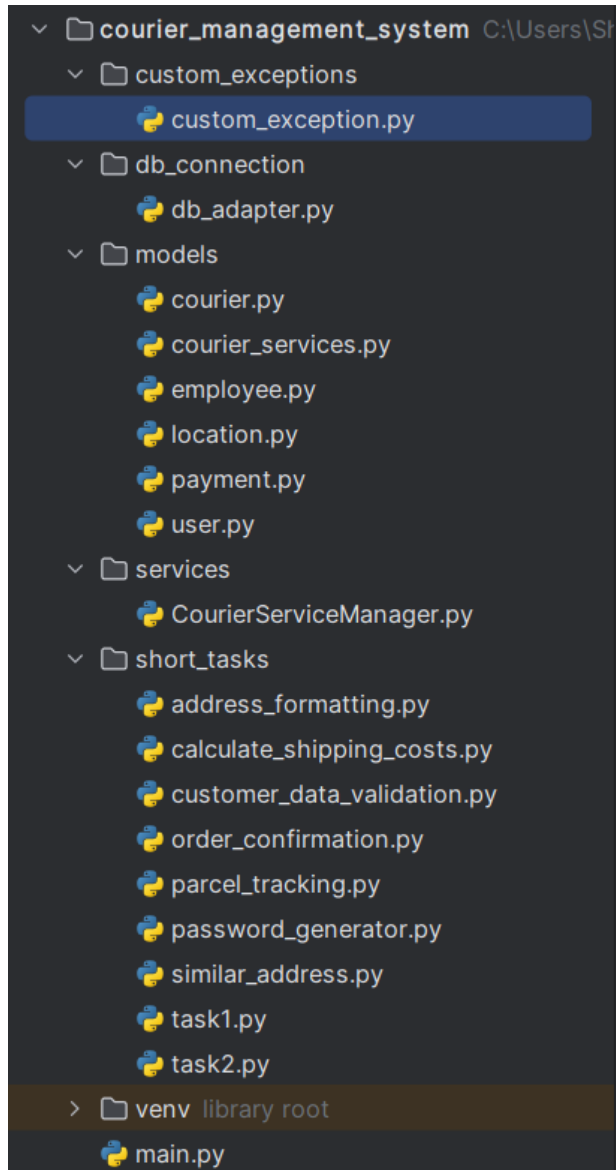 courier_management_system C:\Users\Sh
custom_exceptions
custom_exception.py
db_connection
db_adapter.py
models
courier.py
courier_services.py
employee.py
location.py
payment.py
user.py
services
CourierServiceManager.py
short_tasks
address_formatting.py
calculate_shipping_costs.py
customer_data_validation.py
order_confirmation.py
parcel_tracking.py
password_generator.py
similar_address.py
task1.py
task2.py
venv library root
main.py